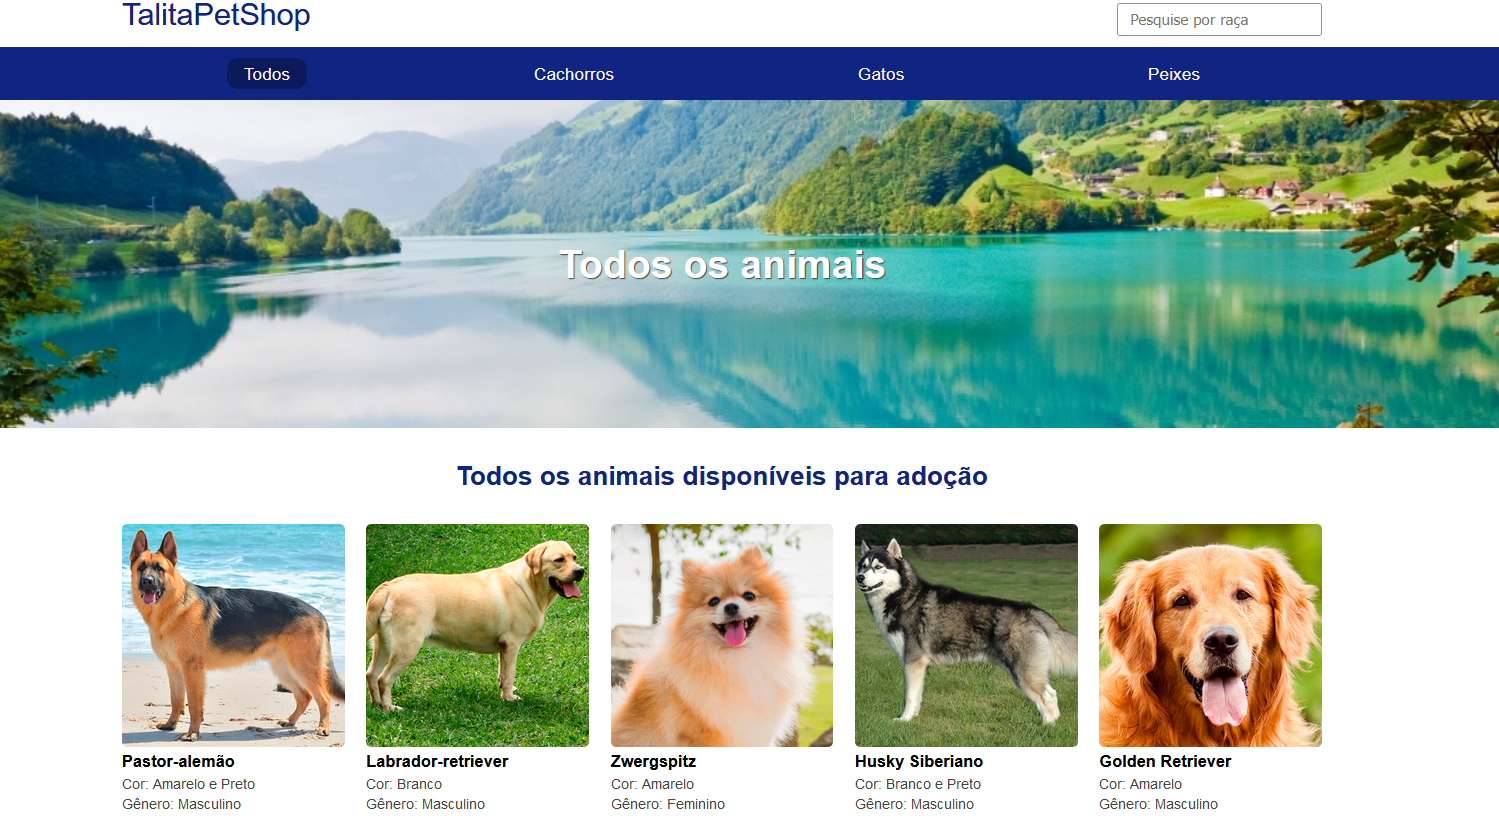 TalitaPetShop
Pesquise por raça
Todos
Cachorros
Gatos
Peixes
Todos os animais
Todos os animais disponíveis para adoção
Pastor-alemão
Cor: Amarelo e Preto
Gênero: Masculino
Labrador-retriever
Cor: Branco
Gênero: Masculino
Zwergspitz
Cor: Amarelo
Gênero: Feminino
Husky Siberiano
Cor: Branco e Preto
Gênero: Masculino
Golden Retriever
Cor: Amarelo
Gênero: Masculino